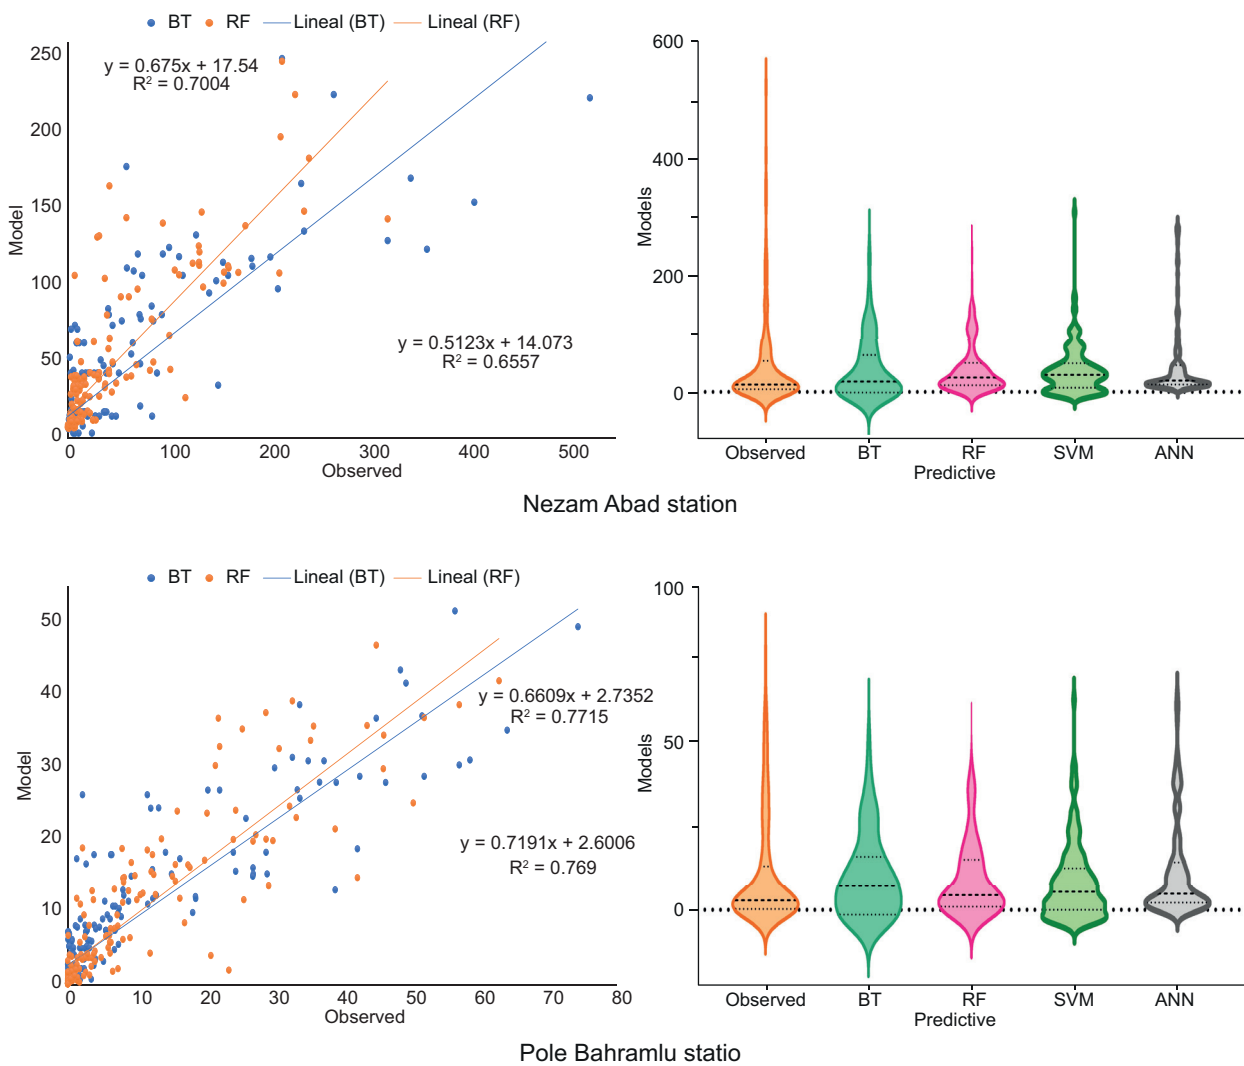 BT RF Lineal (BT) Lineal (RF)
y = 0.675x + 17.54
R² = 0.7004
y = 0.5123x + 14.073
R² = 0.6557
Model
250
200
150
100
50
0
0 100 200 300 400 500
Observed
Models
600
400
200
0
Observed BT RF SVM ANN
Predictive
Nezam Abad station
BT RF Lineal (BT) Lineal (RF)
y = 0.6609x + 2.7352
R² = 0.7715
y = 0.7191x + 2.6006
R² = 0.769
Model
50
40
30
20
10
0
0 10 20 30 40 60 60 70 80
Observed
Models
100
50
0
Observed BT RF SVM ANN
Predictive
Pole Bahramlu statio